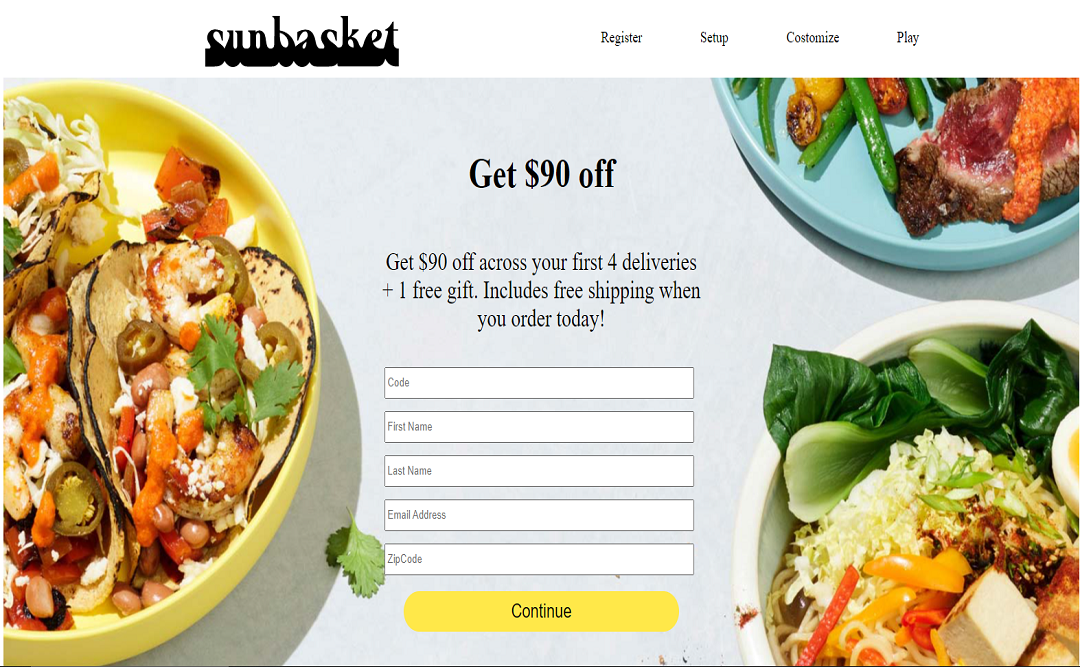 sunbasket
Register Setup Costomize Play
Get $90 off
Get $90 off across your first 4 deliveries
+ 1 free gift. Includes free shipping when
you order today!
Code
First Name
Last Name
Email Address
ZipCode
Continue